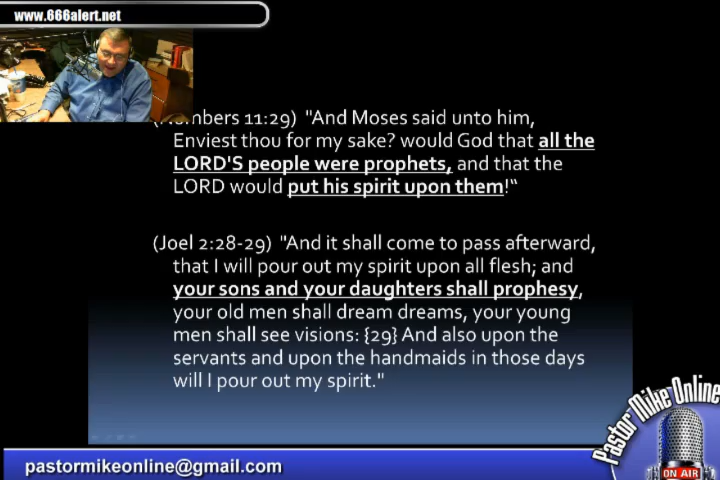 www.666alert.net
(Numbers 11:29) "And Moses said unto him,
Enviest thou for my sake? would God that all the
LORD'S people were prophets, and that the
LORD would put his spirit upon them!“
(Joel 2:28-29) "And it shall come to pass afterward,
that I will pour out my spirit upon all flesh; and
your sons and your daughters shall prophesy,
your old men shall dream dreams, your young
men shall see visions: {29} And also upon the
servants and upon the handmaids in those days
will I pour out my spirit."
Pastor Mike Online
ON AIR
pastormikeonline@gmail.com